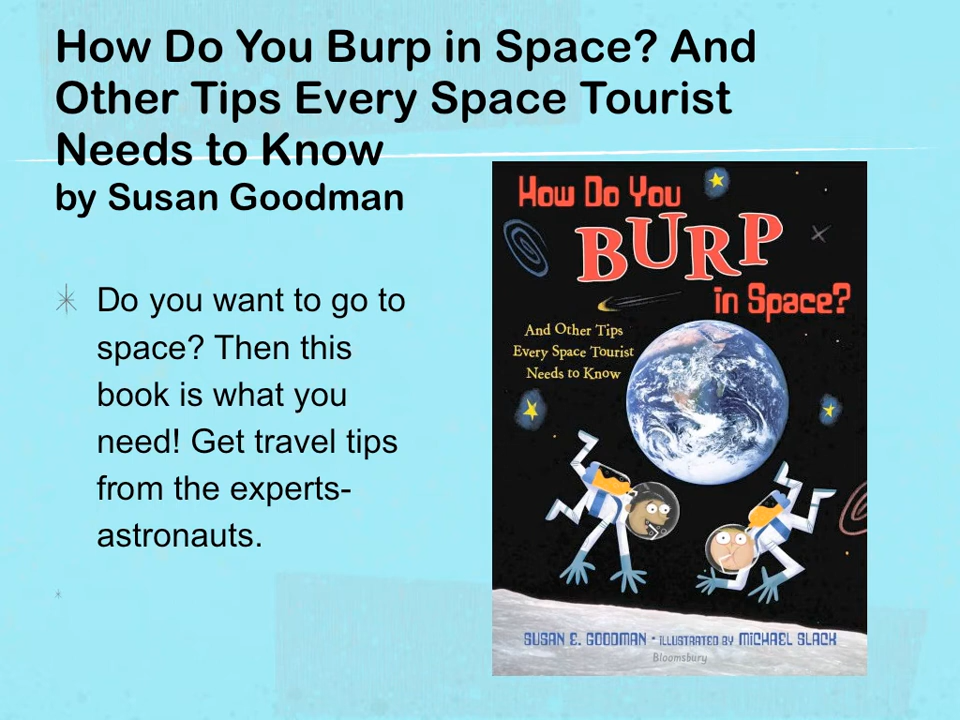 How Do You Burp in Space? And
Other Tips Every Space Tourist
Needs to Know
by Susan Goodman
Do you want to go to
space? Then this
book is what you
need! Get travel tips
from the experts-
astronauts.
How Do You
BURP
in Space?
And Other Tips
Every Space Tourist
Needs to Know
SUSAN E. GOODMAN • ILLUSTRATED BY MICHAEL SLACK
Bloomsbury